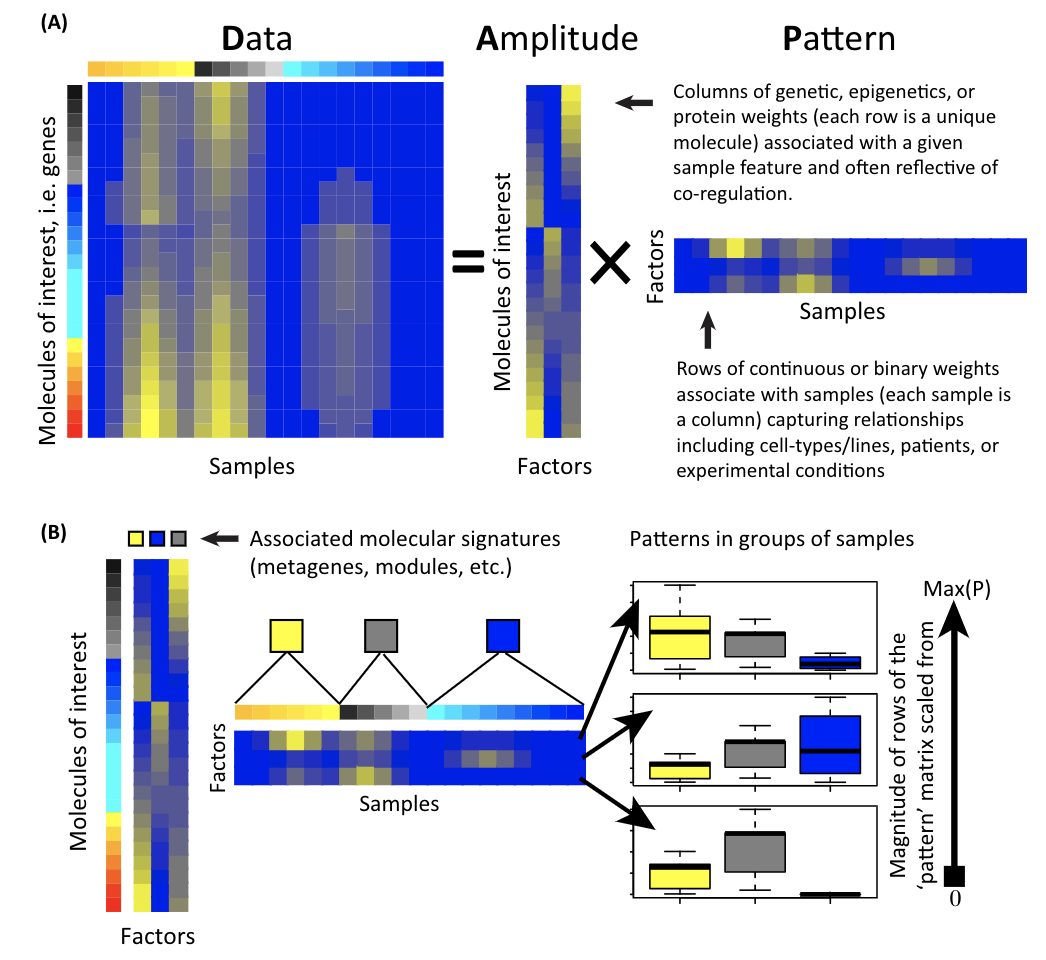 (A)
Data
Amplitude
Pattern
Molecules of interest, i.e. genes
Samples
=
Molecules of interest
Factors
×
Columns of genetic, epigenetics, or
protein weights (each row is a unique
molecule) associated with a given
sample feature and often reflective of
co-regulation.
Factors
Samples
Rows of continuous or binary weights
associate with samples (each sample is
a column) capturing relationships
including cell-types/lines, patients, or
experimental conditions
(B)
Associated molecular signatures
(metagenes, modules, etc.)
Molecules of interest
Factors
Factors
Samples
Patterns in groups of samples
Magnitude of rows of the
‘pattern’ matrix scaled from
Max(P)
0